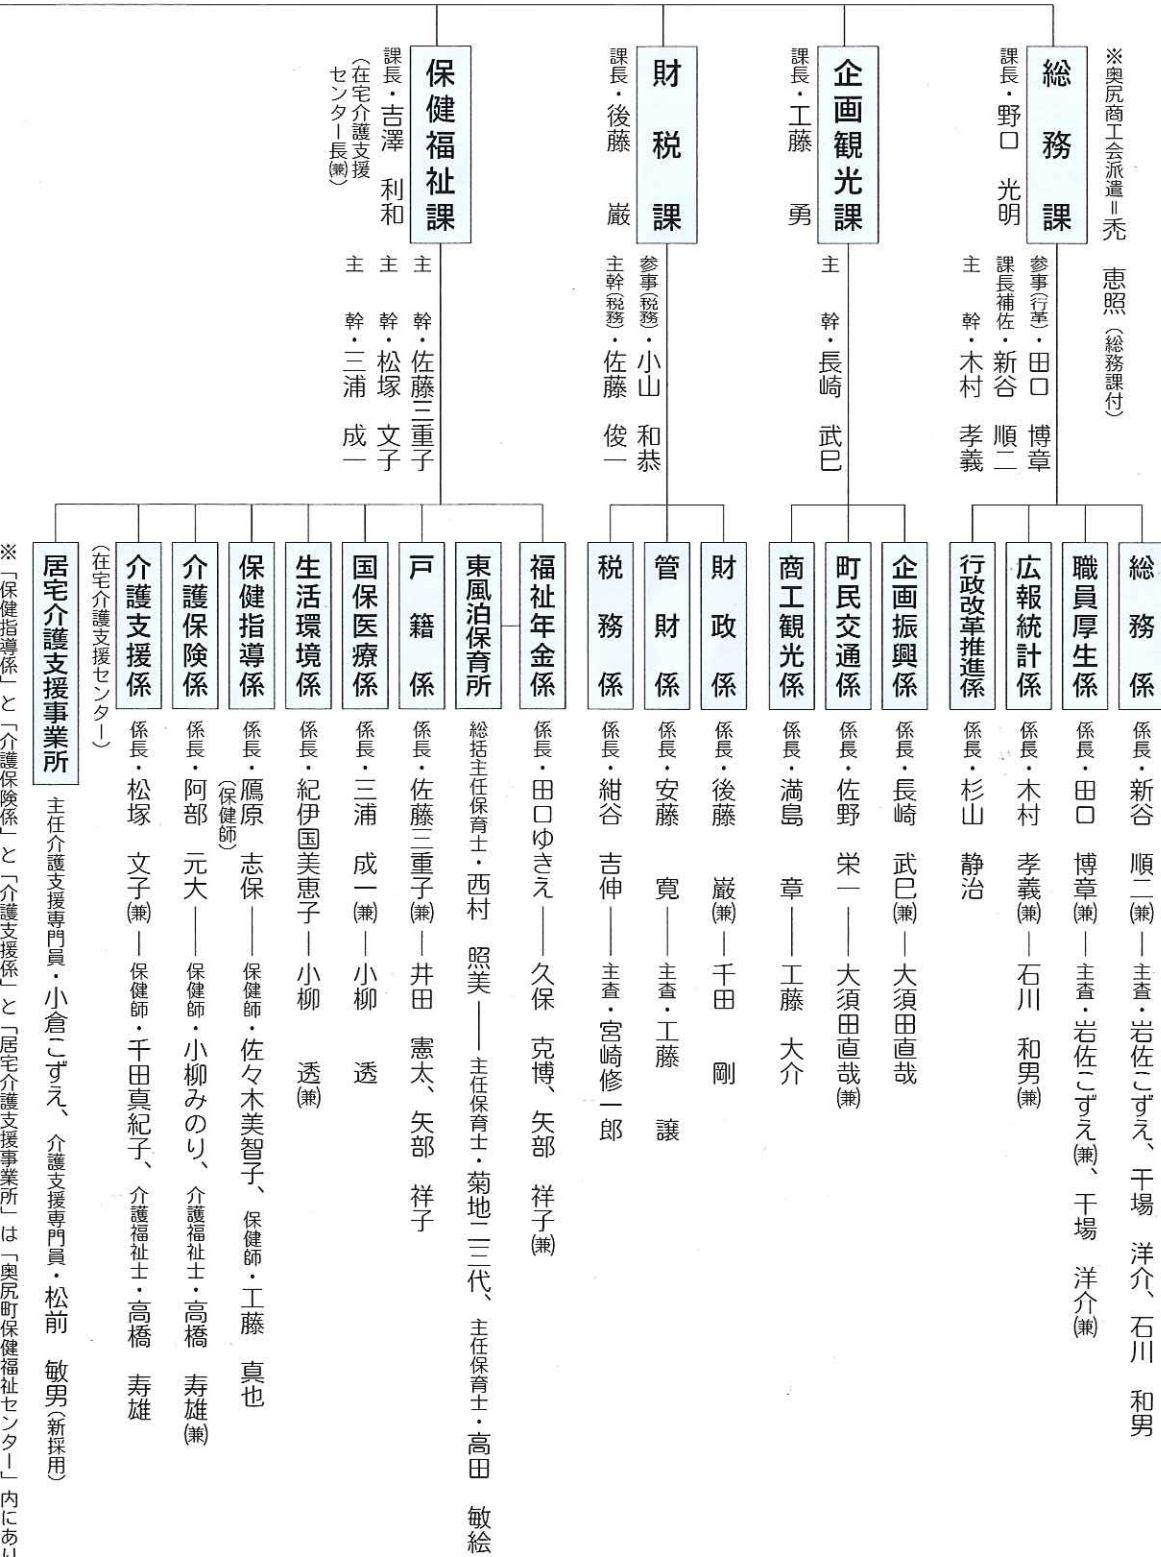 ※奥尻商工会派遣=禿　恵照(総務課付)
総務課
課長・野口　光明
参事(行革)・田口　博章
課長補佐・新谷　順二
主　幹・木村　孝義
総務係
係長・新谷　順二(兼)―主査・岩佐こずえ、干場　洋介、石川　和男
職員厚生係
係長・田口　博章(兼)―主査・岩佐こずえ(兼)、干場　洋介(兼)
広報統計係
係長・木村　孝義(兼)―石川　和男(兼)
行政改革推進係
係長・杉山　静治
企画観光課
課長・工藤　勇
主　幹・長崎　武巳
企画振興係
係長・長崎　武巳(兼)―大須田直哉
町民交通係
係長・佐野　栄一―大須田直哉(兼)
商工観光係
係長・満島　章―工藤　大介
財税課
課長・後藤　巌
参事(税務)・小山　和恭
主幹(税務)・佐藤　俊一
財政係
係長・後藤　巌(兼)―千田　剛
管財係
係長・安藤　寛―主査・工藤　譲
税務係
係長・紺谷　吉伸―主査・宮崎修一郎
保健福祉課
課長・吉澤　利和
(在宅介護支援
センター長(兼))
主　幹・佐藤三重子
主　幹・松塚　文子
主　幹・三浦　成一
福祉年金係
係長・田口ゆきえ―久保　克博、矢部　祥子(兼)
東風泊保育所
総括主任保育士・西村　照美―主任保育士・菊地二三代、主任保育士・高田　敏絵
戸籍係
係長・佐藤三重子(兼)―井田　憲太、矢部　祥子
国保医療係
係長・三浦　成一(兼)―小柳　透
生活環境係
係長・紀伊国美恵子―小柳　透(兼)
保健指導係
係長・鴈原　志保―保健師・佐々木美智子、保健師・工藤　真也
(保健師)
介護保険係
係長・阿部　元大―保健師・小柳みのり、介護福祉士・高橋　寿雄(兼)
介護支援係
係長・松塚　文子(兼)―保健師・千田真紀子、介護福祉士・高橋　寿雄
(在宅介護支援センター)
居宅介護支援事業所
主任介護支援専門員・小倉こずえ、介護支援専門員・松前　敏男(新採用)
※「保健指導係」と「介護保険係」と「介護支援係」と「居宅介護支援事業所」は「奥尻町保健福祉センター」内にあり